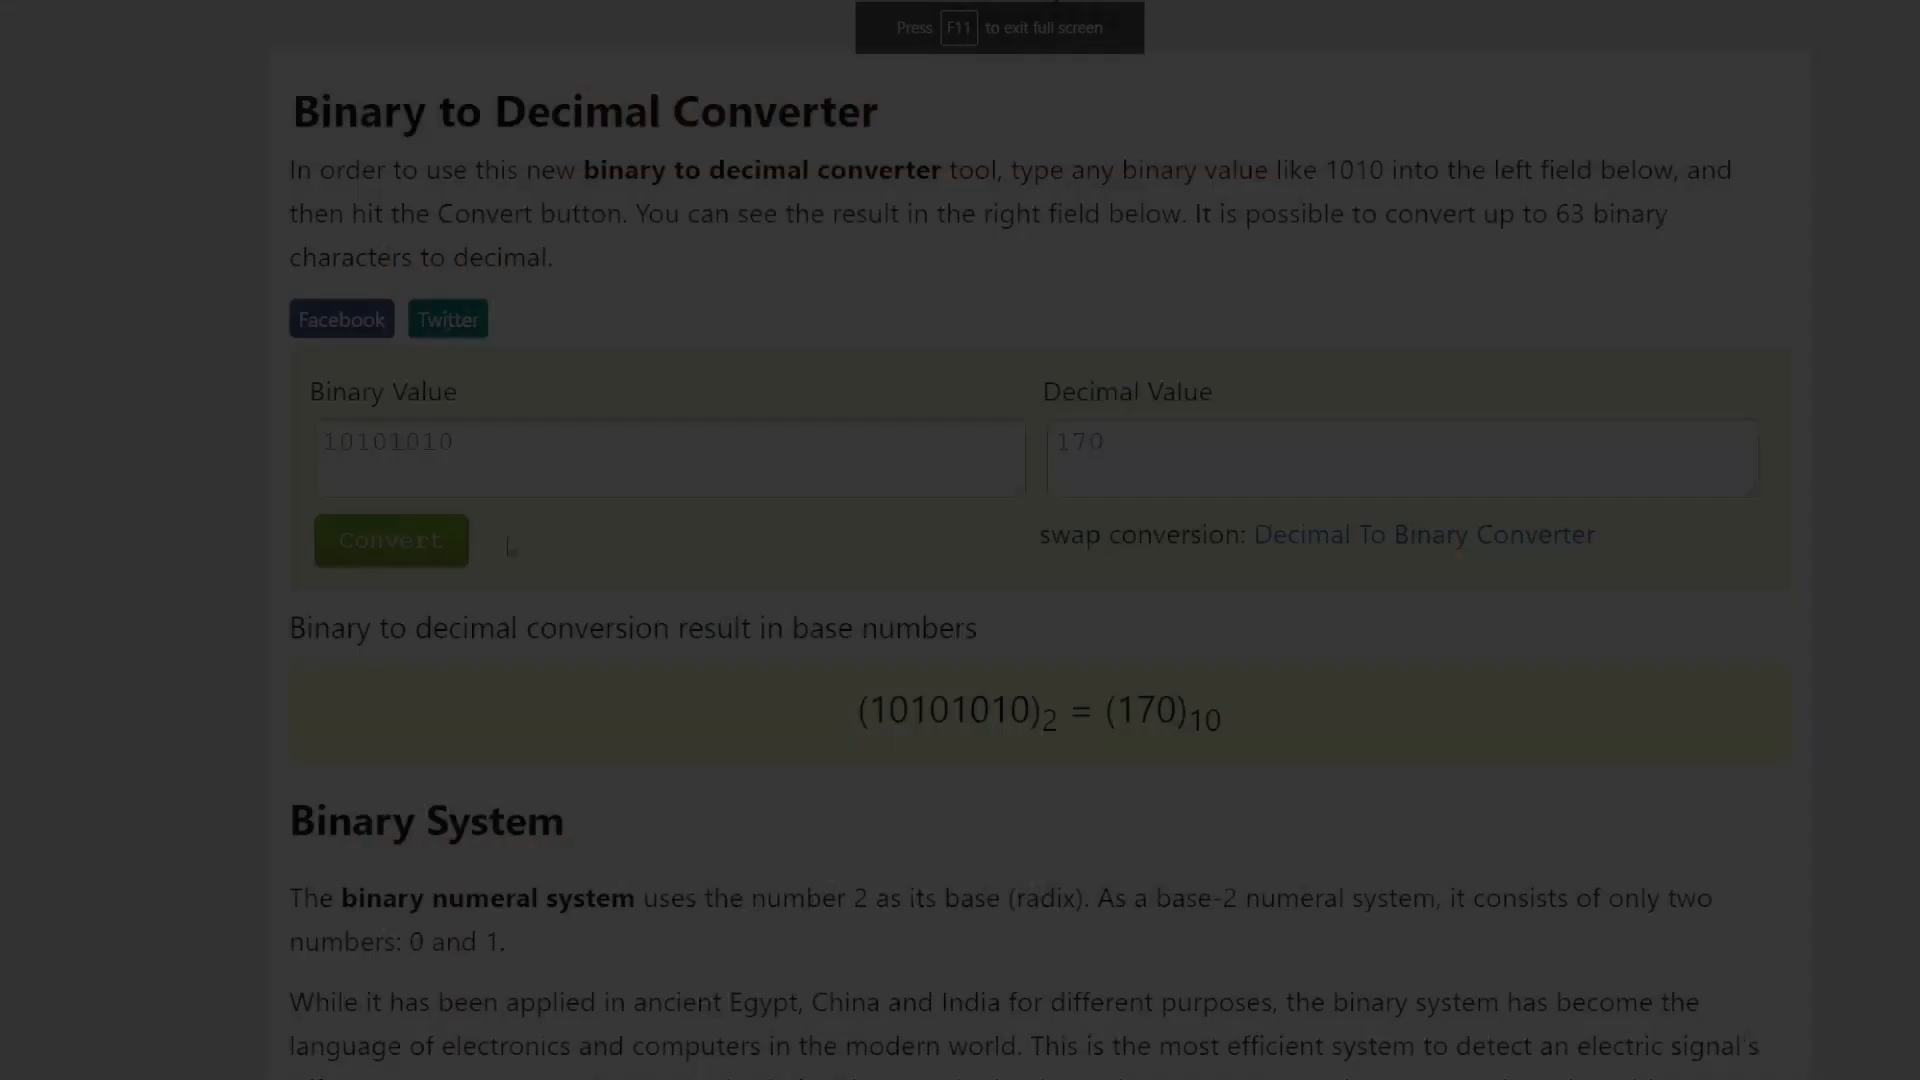 Press F11 to exit full screen
Binary to Decimal Converter
In order to use this new binary to decimal converter tool, type any binary value like 1010 into the left field below, and
then hit the Convert button. You can see the result in the right field below. It is possible to convert up to 63 binary
characters to decimal.
Facebook Twitter
Binary Value Decimal Value
10101010 170
Convert swap conversion: Decimal To Binary Converter
Binary to decimal conversion result in base numbers
(10101010)2 = (170)10
Binary System
The binary numeral system uses the number 2 as its base (radix). As a base-2 numeral system, it consists of only two
numbers: 0 and 1.
While it has been applied in ancient Egypt, China and India for different purposes, the binary system has become the
language of electronics and computers in the modern world. This is the most efficient system to detect an electric signal's